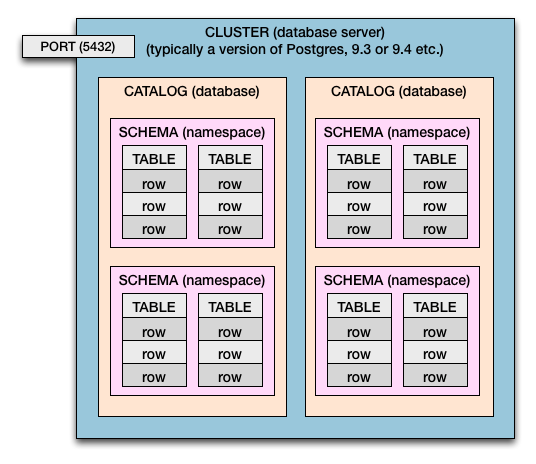 CLUSTER (database server)
PORT (5432)
(typically a version of Postgres, 9.3 or 9.4 etc.)
CATALOG (database)
SCHEMA (namespace)
TABLE
row
row
row
TABLE
row
row
row
SCHEMA (namespace)
TABLE
row
row
row
TABLE
row
row
row
CATALOG (database)
SCHEMA (namespace)
TABLE
row
row
row
TABLE
row
row
row
SCHEMA (namespace)
TABLE
row
row
row
TABLE
row
row
row